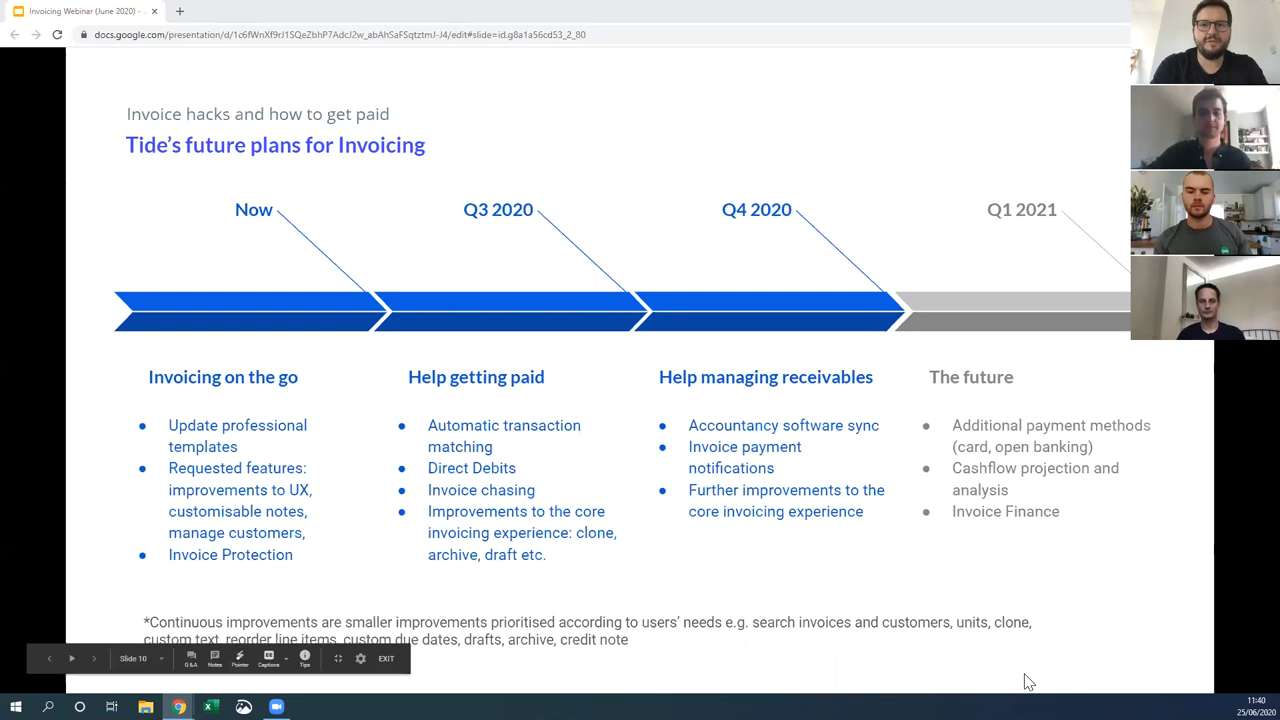 Invoicing Webinar (June 2020) -
docs.google.com/presentation/d/1c6fWnXf9rJ1SQeZbhP7AdcJ2w_abAhSaFSqtztmJ-J4/edit#slide=id.g8a1a56cd53_2_80
Invoice hacks and how to get paid
Tide's future plans for Invoicing
Now
Q3 2020
Q4 2020
Q1 2021
Invoicing on the go
● Update professional
templates
● Requested features:
improvements to UX,
customisable notes,
manage customers,
● Invoice Protection
Help getting paid
● Automatic transaction
matching
● Direct Debits
● Invoice chasing
● Improvements to the core
invoicing experience: clone,
archive, draft etc.
Help managing receivables
● Accountancy software sync
● Invoice payment
notifications
● Further improvements to the
core invoicing experience
The future
● Additional payment methods
(card, open banking)
● Cashflow projection and
analysis
● Invoice Finance
*Continuous improvements are smaller improvements prioritised according to users' needs e.g. search invoices and customers, units, clone,
custom text, reorder line items, custom due dates, drafts, archive, credit note
Slide 10
Q&A
Notes
Pointer
Captions
Tips
EXIT
11:40
25/06/2020